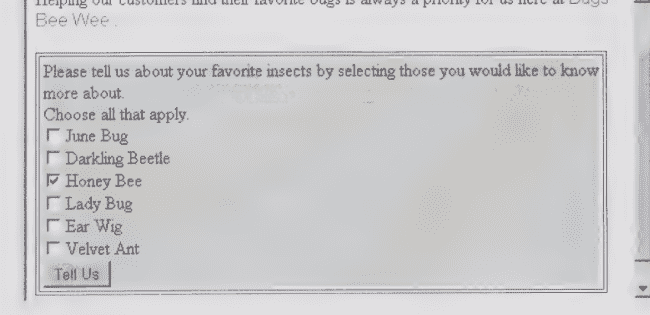 Helping our customers find their favorite bugs is always a priority for us here at Bugs
Bee Wee .
Please tell us about your favorite insects by selecting those you would like to know
more about.
Choose all that apply.
June Bug
Darkling Beetle
Honey Bee
Lady Bug
Ear Wig
Velvet Ant
Tell Us